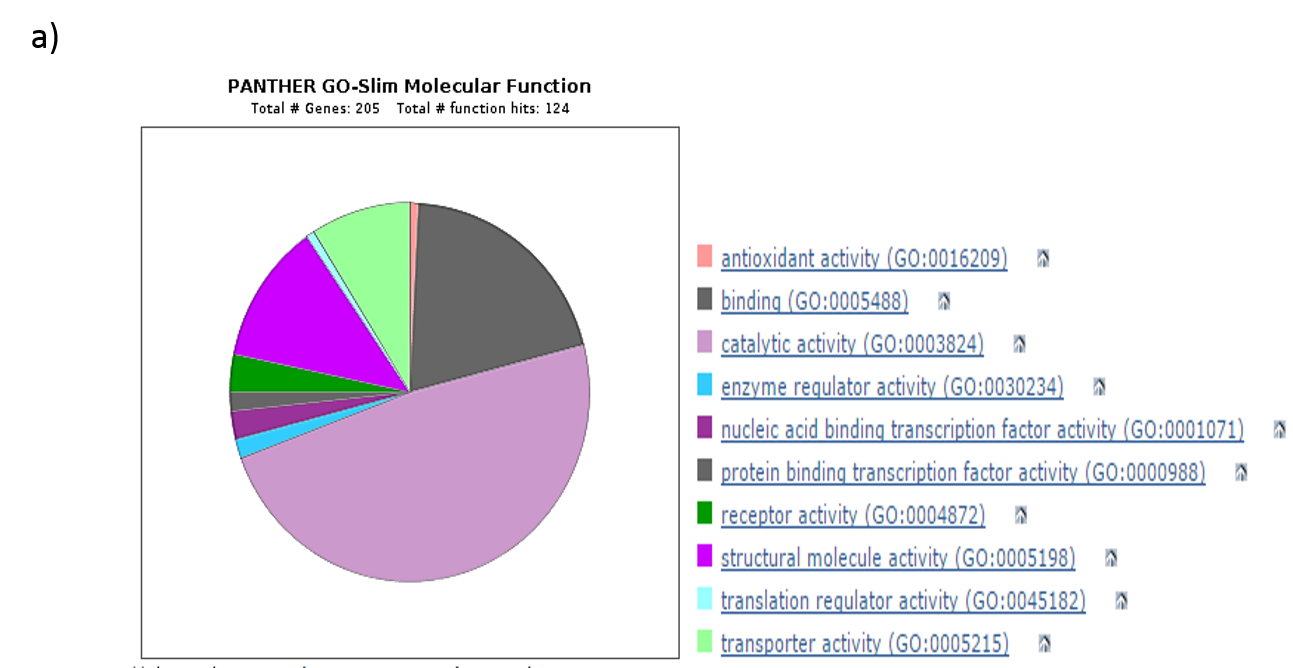 a)
PANTHER GO-Slim Molecular Function
Total # Genes: 205 Total # function hits: 124
antioxidant activity (GO:0016209)
binding (GO:0005488)
catalytic activity (GO:0003824)
enzyme regulator activity (GO:0030234)
nucleic acid binding transcription factor activity (GO:0001071)
protein binding transcription factor activity (GO:0000988)
receptor activity (GO:0004872)
structural molecule activity (GO:0005198)
translation regulator activity (GO:0045182)
transporter activity (GO:0005215)